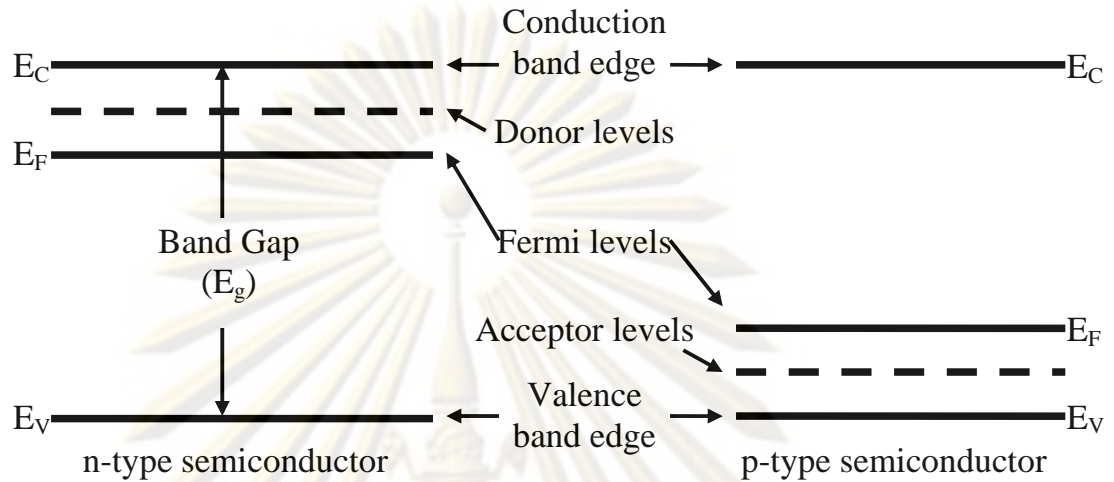 Conduction
band edge
E_C
E_C
Donor levels
E_F
Band Gap
(E_g)
Fermi levels
Acceptor levels
E_F
Valence
band edge
E_V
E_V
n-type semiconductor
p-type semiconductor